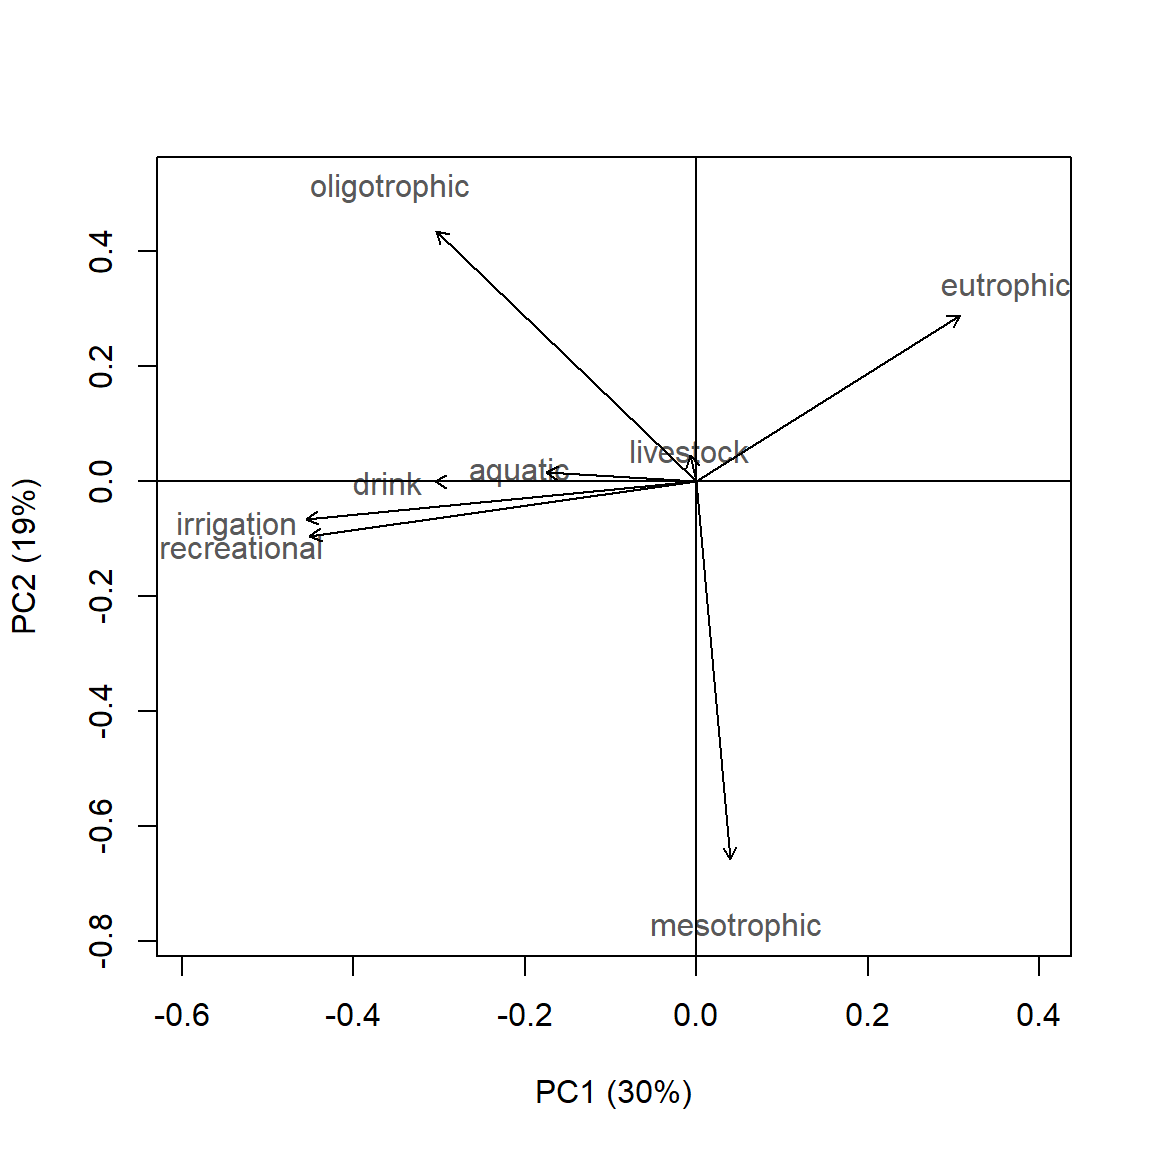 oligotrophic
eutrophic
livestock
aquatic
drink
irrigation
recreational
mesotrophic
PC2 (19%)
0.4
0.2
0.0
-0.2
-0.4
-0.6
-0.8
-0.6 -0.4 -0.2 0.0 0.2 0.4
PC1 (30%)